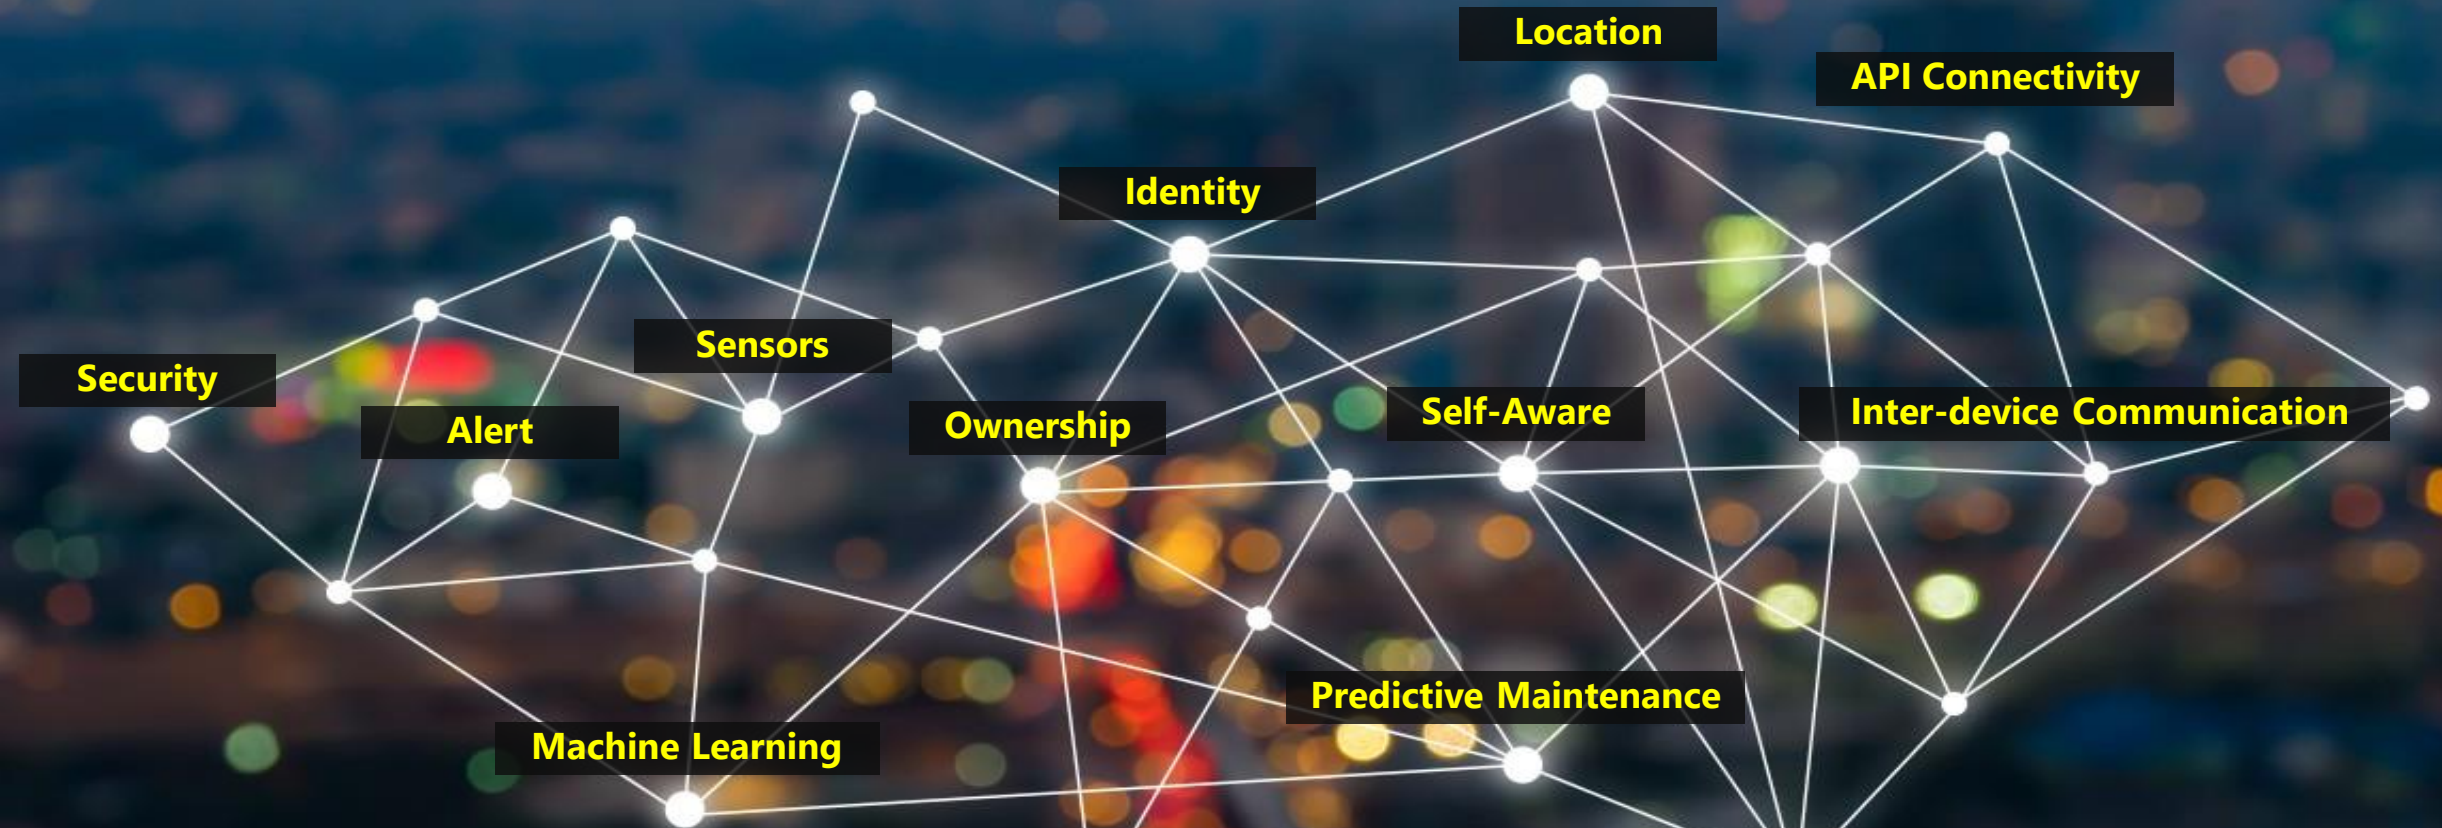 Location
API Connectivity
Identity
Sensors
Security
Alert
Ownership
Self-Aware
Inter-device Communication
Predictive Maintenance
Machine Learning